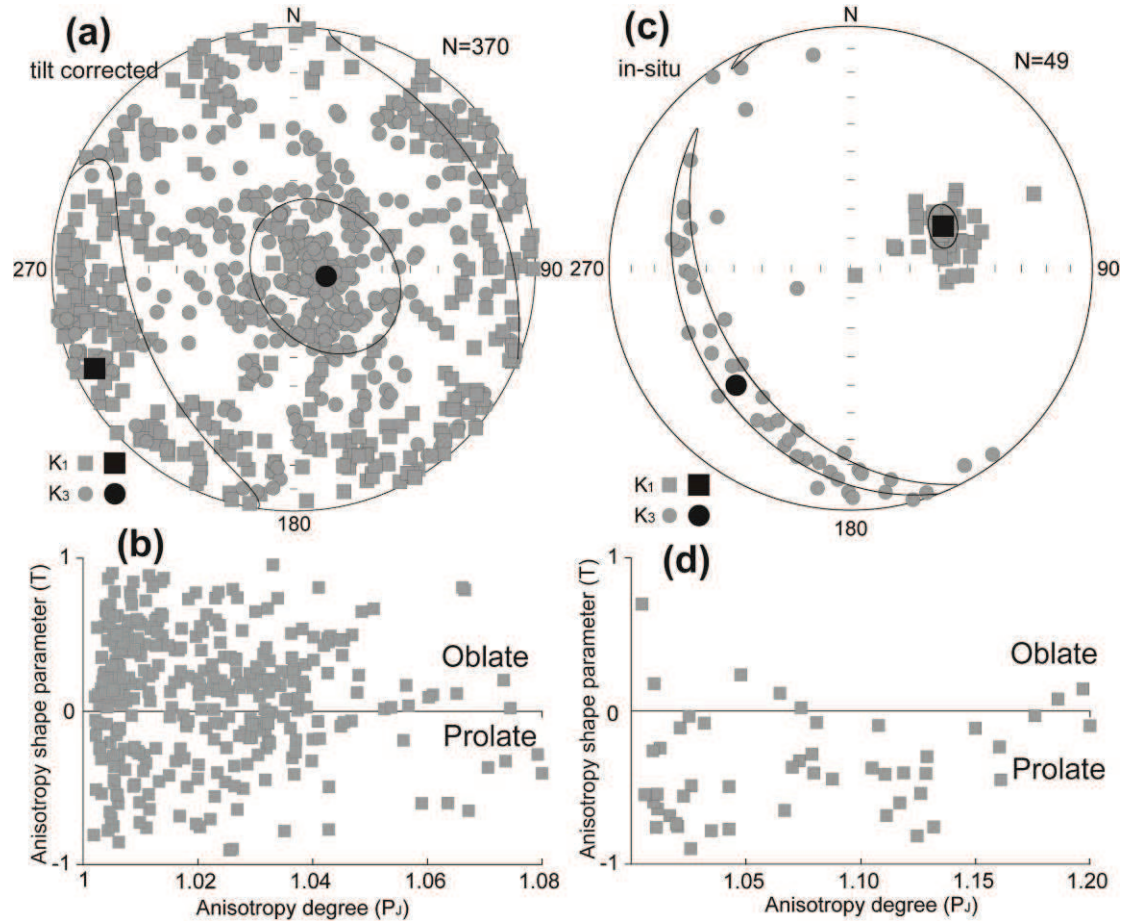 (a)
tilt corrected
N
N=370
270
90
180
K1
K3
(c)
in-situ
N
N=49
270
90
180
K1
K3
(b)
1
0
-1
Anisotropy shape parameter (T)
Oblate
Prolate
1
1.02
1.04
1.06
1.08
Anisotropy degree (PJ)
(d)
1
0
-1
Anisotropy shape parameter (T)
Oblate
Prolate
1.05
1.10
1.15
1.20
Anisotropy degree (PJ)